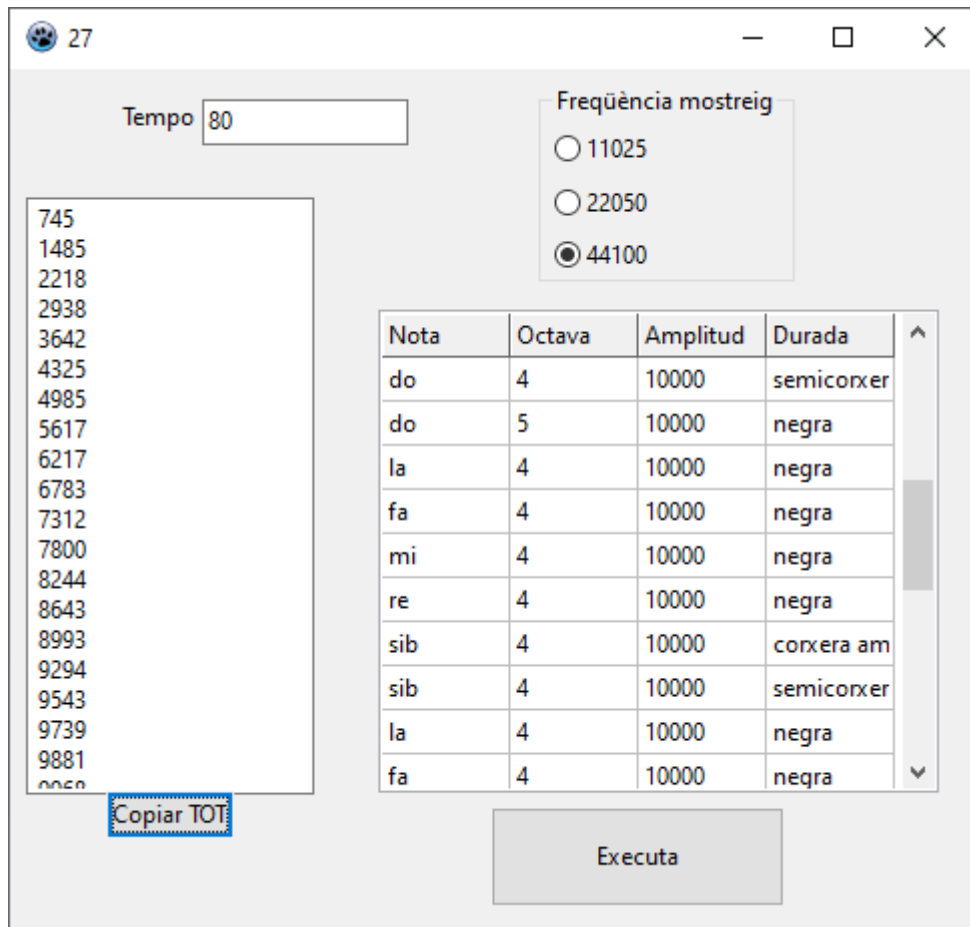 27
Tempo 80
Freqüència mostreig
11025
22050
44100
745
1485
2218
2938
3642
4325
4985
5617
6217
6783
7312
7800
8244
8643
8993
9294
9543
9739
9881
Copiar TOT
Nota Octava Amplitud Durada
do 4 10000 semicorxer
do 5 10000 negra
la 4 10000 negra
fa 4 10000 negra
mi 4 10000 negra
re 4 10000 negra
sib 4 10000 corxera am
sib 4 10000 semicorxer
la 4 10000 negra
fa 4 10000 negra
Executa